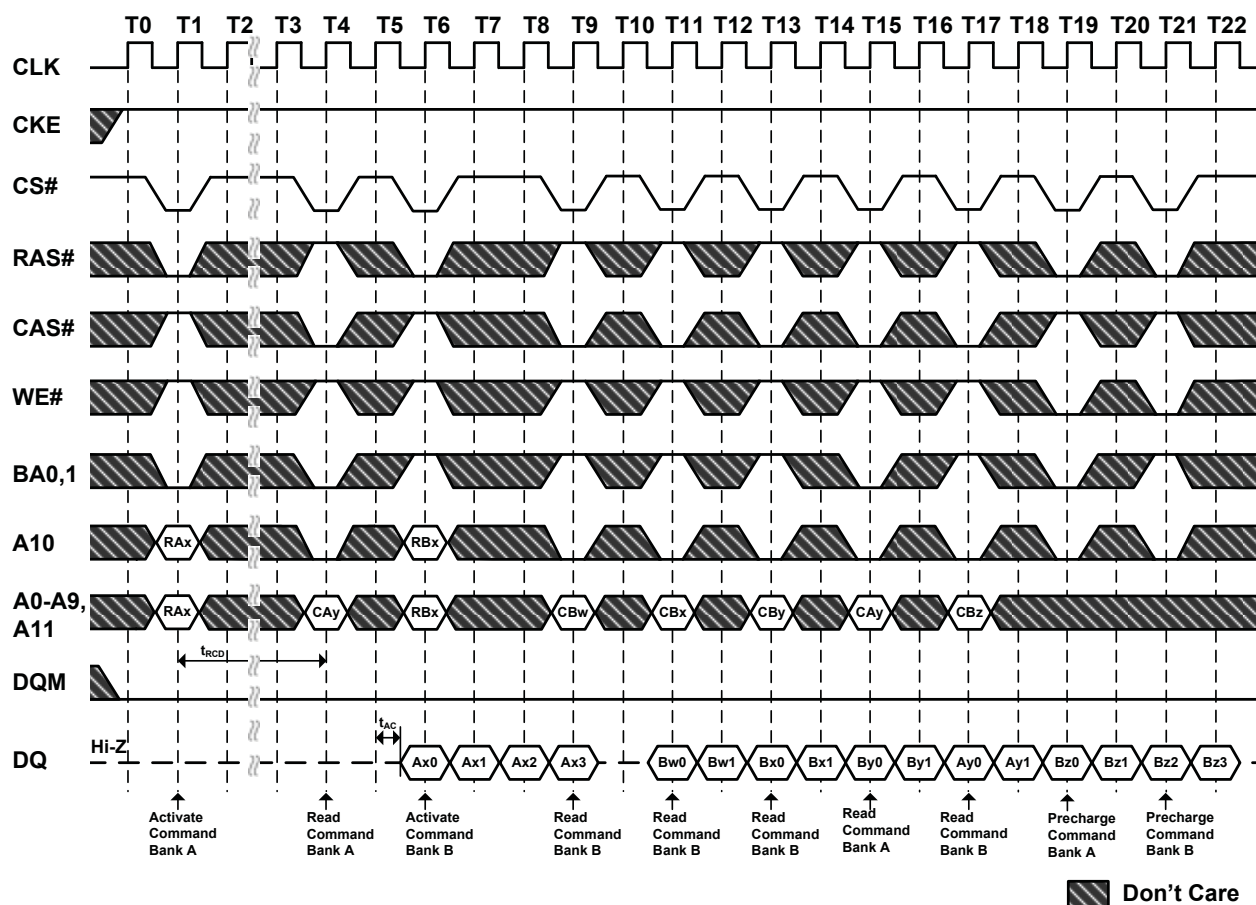 T0 T1 T2 T3 T4 T5 T6 T7 T8 T9 T10 T11 T12 T13 T14 T15 T16 T17 T18 T19 T20 T21 T22
CLK
CKE
CS#
RAS#
CAS#
WE#
BA0,1
A10 RAx RBx
A0-A9,
A11 RAx CAy RBx CBw CBx CBy CAy CBz
tRCD
DQM
tAC
Hi-Z
DQ Ax0 Ax1 Ax2 Ax3 Bw0 Bw1 Bx0 Bx1 By0 By1 Ay0 Ay1 Bz0 Bz1 Bz2 Bz3
Activate
Command
Bank A
Read
Command
Bank A
Activate
Command
Bank B
Read
Command
Bank B
Read
Command
Bank B
Read
Command
Bank B
Read
Command
Bank A
Read
Command
Bank B
Precharge
Command
Bank A
Precharge
Command
Bank B
Don't Care